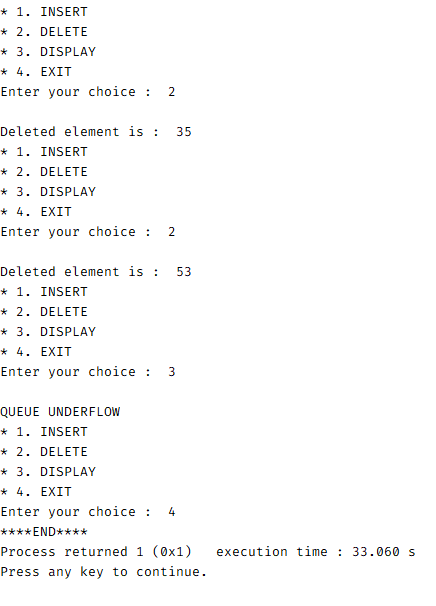 * 1. INSERT
* 2. DELETE
* 3. DISPLAY
* 4. EXIT
Enter your choice :  2

Deleted element is :  35
* 1. INSERT
* 2. DELETE
* 3. DISPLAY
* 4. EXIT
Enter your choice :  2

Deleted element is :  53
* 1. INSERT
* 2. DELETE
* 3. DISPLAY
* 4. EXIT
Enter your choice :  3

QUEUE UNDERFLOW
* 1. INSERT
* 2. DELETE
* 3. DISPLAY
* 4. EXIT
Enter your choice :  4
****END****
Process returned 1 (0x1)   execution time : 33.060 s
Press any key to continue.